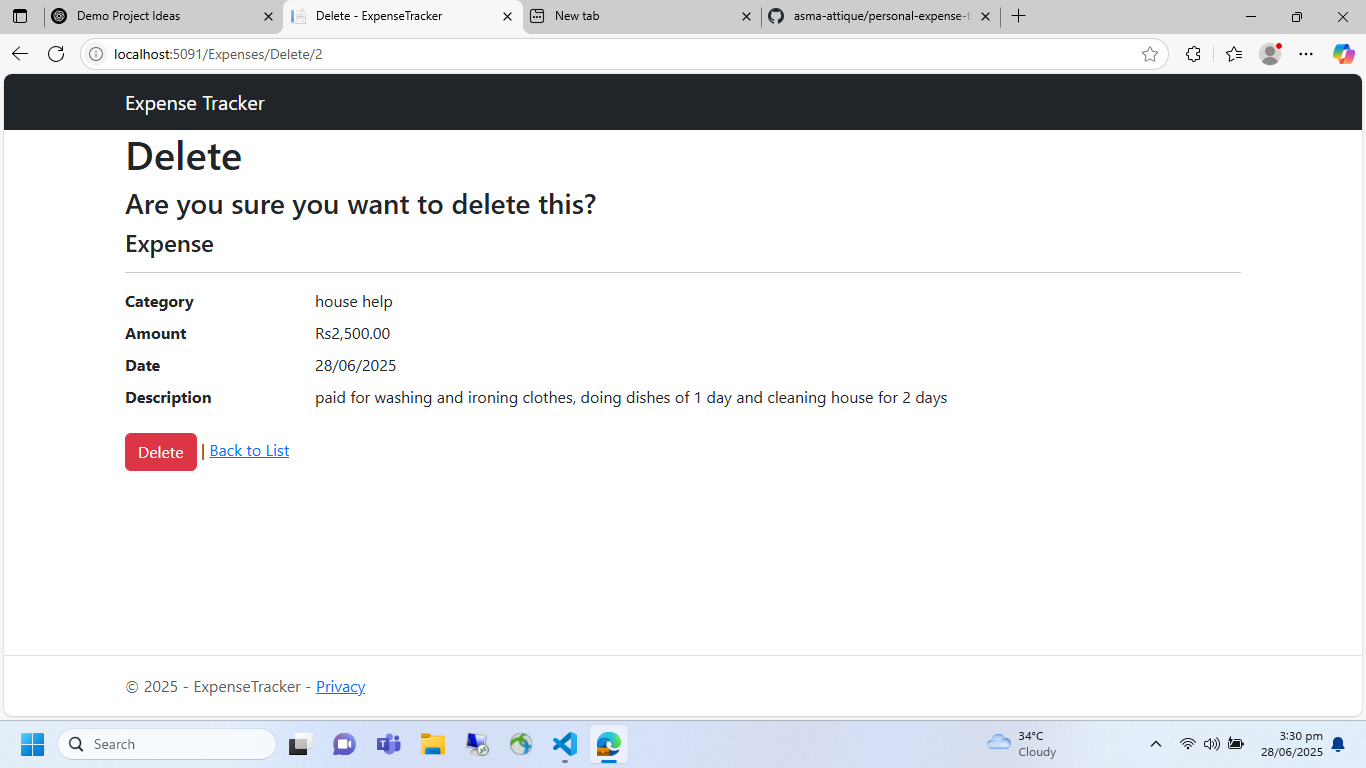 Demo Project Ideas
Delete - ExpenseTracker
New tab
asma-attique/personal-expense-t
localhost:5091/Expenses/Delete/2
Expense Tracker
Delete
Are you sure you want to delete this?
Expense
Category house help
Amount Rs2,500.00
Date 28/06/2025
Description paid for washing and ironing clothes, doing dishes of 1 day and cleaning house for 2 days
Delete | Back to List
© 2025 - ExpenseTracker - Privacy
Search
34°C
Cloudy
3:30 pm
28/06/2025